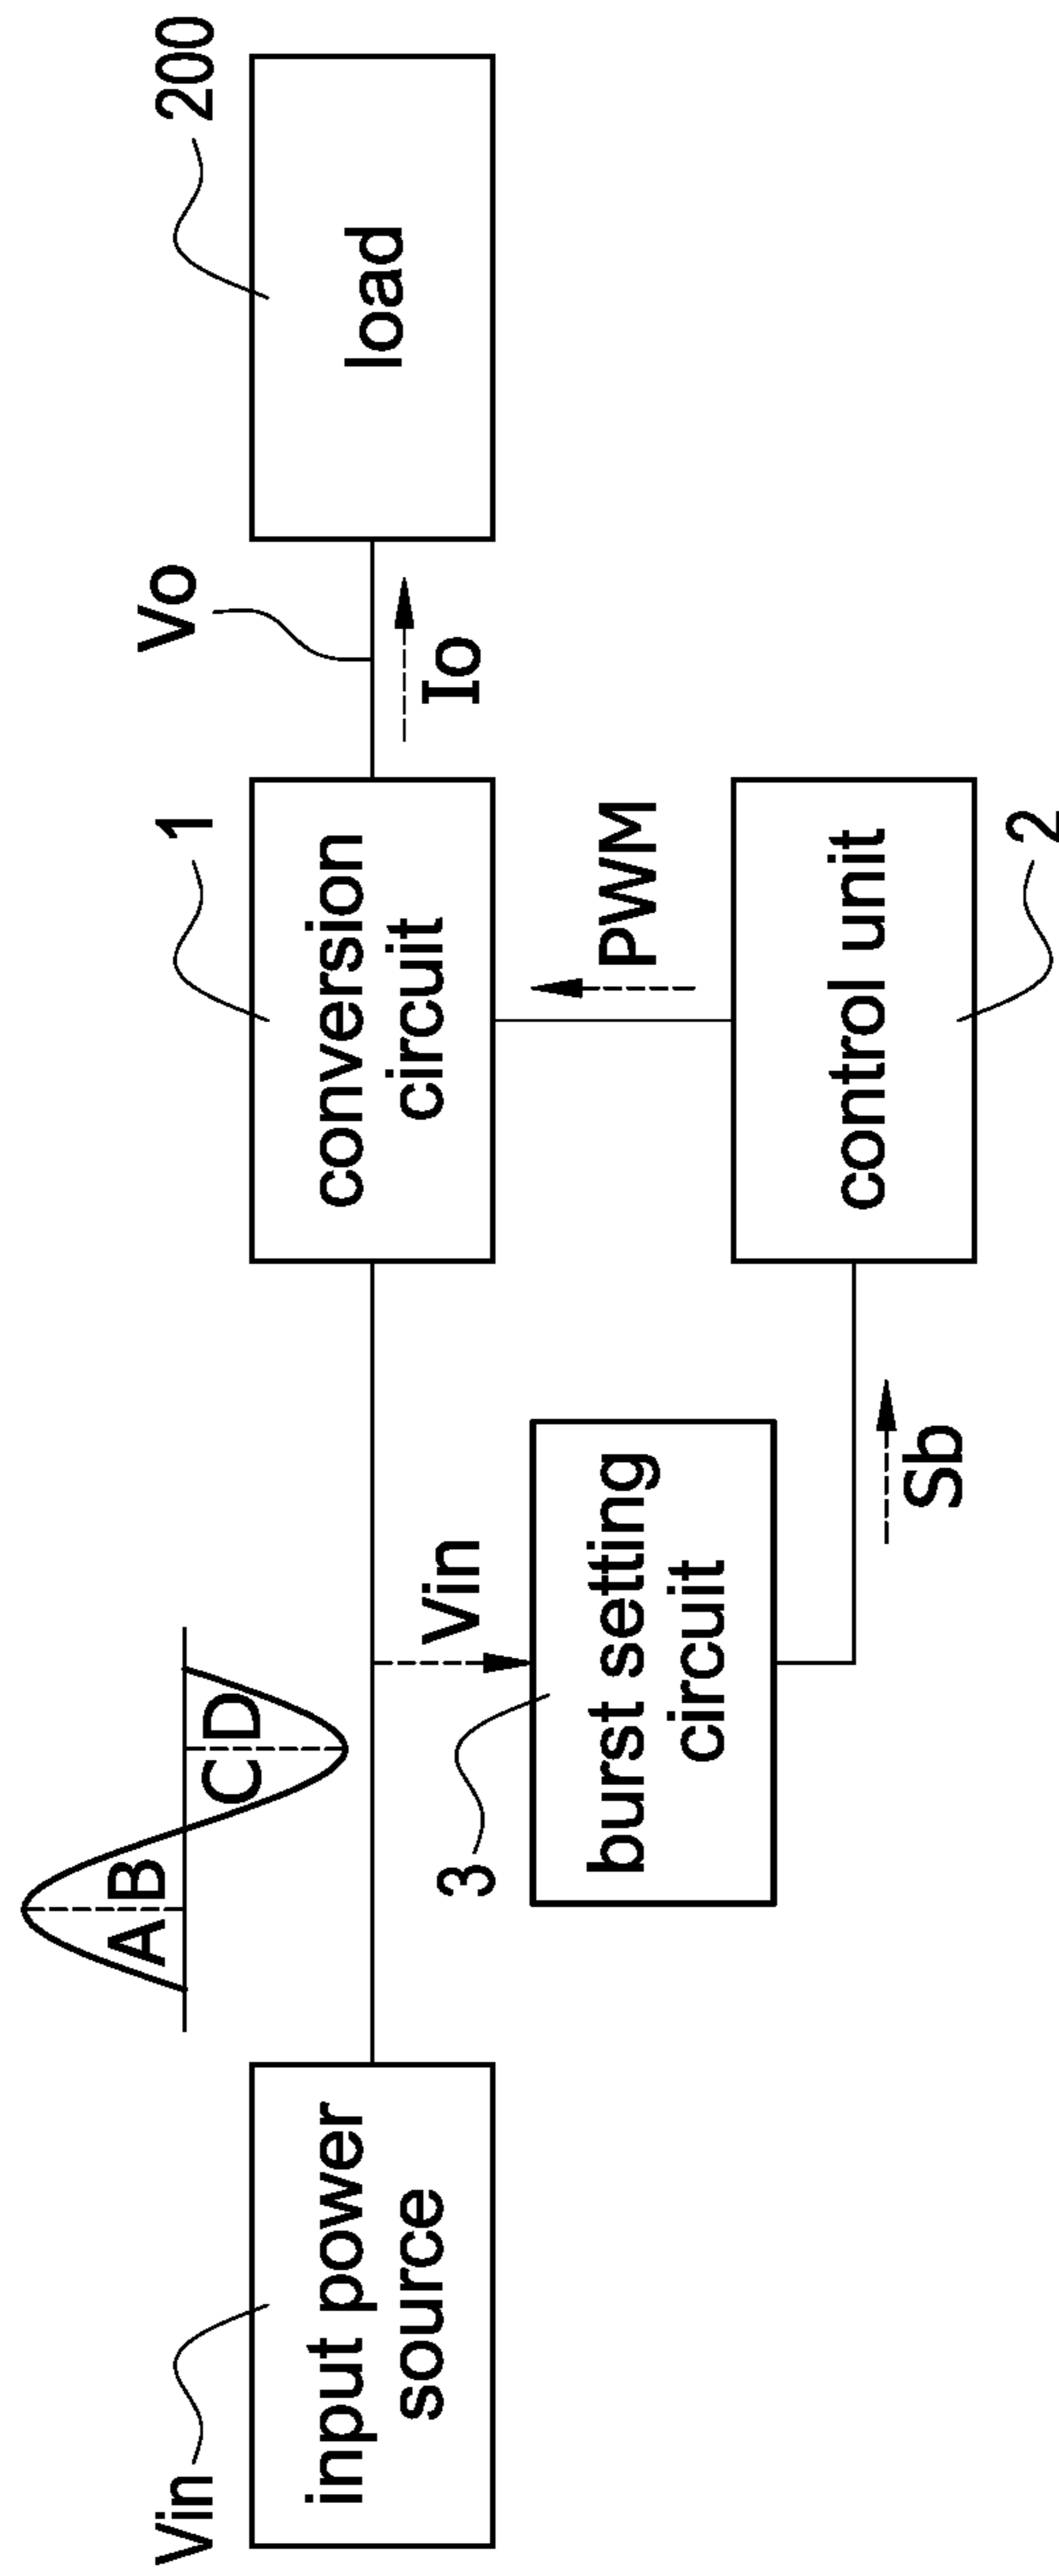 A B
C D
Vin
input power
source
1
conversion
circuit
Vo
Io
200
load
Vin
3
burst setting
circuit
PWM
Sb
control unit
2